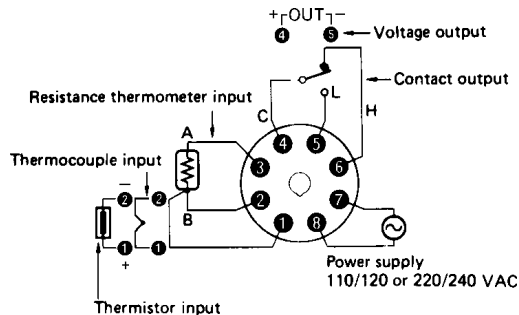 + OUT −
4 5
Voltage output
Contact output
Resistance thermometer input
C L H
A
4 5
Thermocouple input
3 6
− 2 2
2 7
B
1 8
1 1
+
Power supply
110/120 or 220/240 VAC
Thermistor input